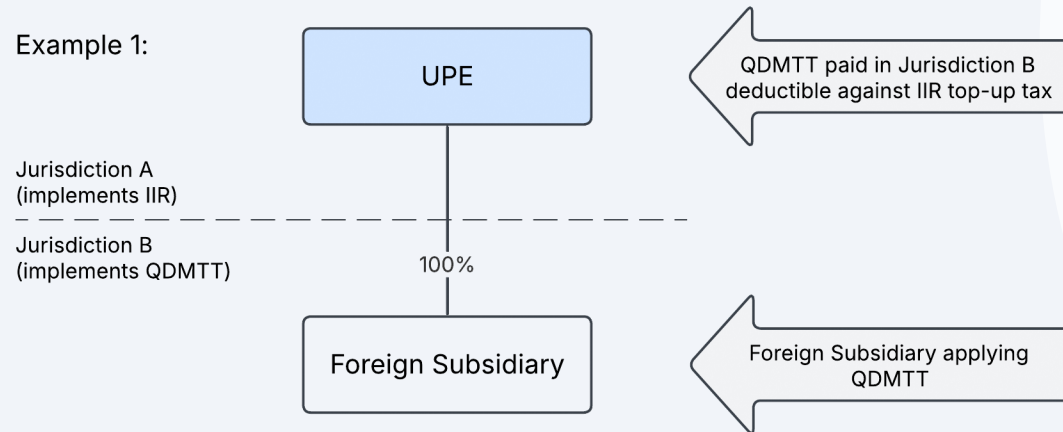 Example 1:
UPE
QDMTT paid in Jurisdiction B
deductible against IIR top-up tax
Jurisdiction A
(implements IIR)
Jurisdiction B
(implements QDMTT)
100%
Foreign Subsidiary
Foreign Subsidiary applying
QDMTT